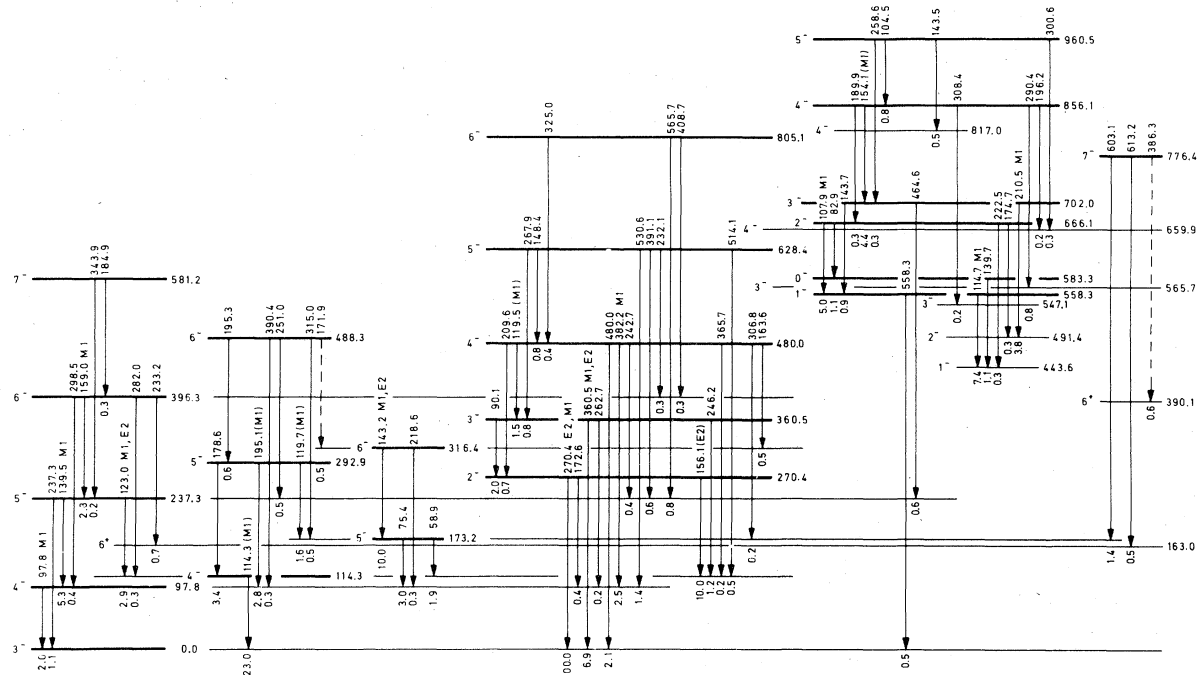 258.6 104.5 143.5 300.6
5⁻ 960.5
189.9 154.1 (M1) 308.4 290.4 196.2
4⁻ 856.1
0.8
4⁻ 817.0
0.5
325.0 565.7 408.7
6⁻ 805.1
603.1 613.2 386.3
7⁻ 776.4
107.9 M1 82.9 143.7 464.6 222.5 174.7 210.5 M1
3⁻ 702.0
2⁻ 666.1
4⁻ 659.9
0.3 4.4 0.3 0.2 0.3
267.9 148.4 530.6 391.1 232.1 514.1
5⁻ 628.4
558.3 114.7 M1 139.7
0⁻ 583.3
3⁻ 565.7
1⁻ 558.3
5.0 1.1 0.9 0.2 0.8
3⁻ 547.1
343.9 184.9
7⁻ 581.2
2⁻ 491.4
0.3 3.8
195.3 390.4 251.0 315.0 171.9
6⁻ 488.3
209.6 119.5 (M1) 480.0 382.2 M1 242.7 365.7 306.8 163.6
4⁻ 480.0
0.8 0.4
1⁻ 443.6
7.4 1.1 0.3
298.5 159.0 M1 282.0 233.2
6⁻ 396.3
0.3 0.3 0.3
6⁺ 390.1
0.6
90.1 360.5 M1,E2 262.7 246.2
3⁻ 360.5
1.5 0.8
178.6 195.1 (M1) 119.7 (M1) 143.2 M1,E2 218.6
6⁻ 316.4
0.5
5⁻ 292.9
0.6 0.5
270.4 E2,M1 172.6 156.1 (E2)
2⁻ 270.4
2.0 0.7
237.3 139.5 M1 123.0 M1,E2
5⁻ 237.3
2.3 0.2 0.5 0.4 0.6 0.8 0.6
75.4 58.9
5⁻ 173.2
1.6 0.5 10.0 0.2 1.4
6⁺ 163.0
0.7 0.5
97.8 M1 114.3 (M1)
4⁻ 114.3
2.9 0.3 3.4 1.9 10.0 1.2 0.2 0.5
4⁻ 97.8
5.3 0.4 2.8 0.3 3.0 0.3 0.4 0.2 2.5 1.4
3⁻ 0.0
1.1 23.0 00.0 6.9 2.1 0.5